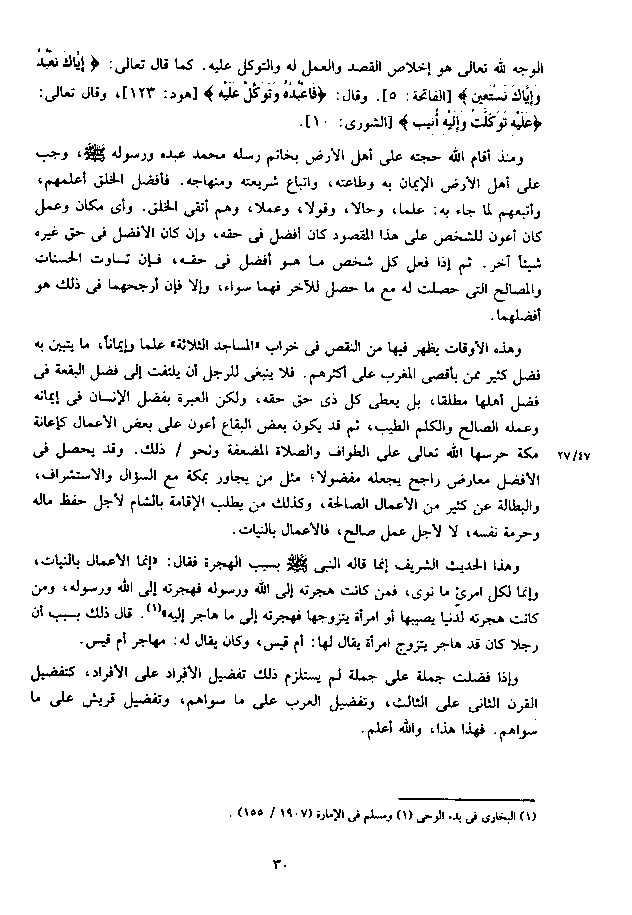 الوجه لله تعالى هو إخلاص القصد والعمل له والتوكل عليه. كما قال تعالى: ﴿ إِيَّاكَ نَعْبُدُ
وَإِيَّاكَ نَسْتَعِين ﴾ [الفاتحة: ٥]. وقال: ﴿فَاعْبُدْهُ وَتَوَكَّلْ عَلَيْه ﴾ [هود: ١٢٣]، وقال تعالى:
﴿عَلَيْهِ تَوَكَّلْتُ وَإِلَيْهِ أُنِيب ﴾ [الشورى: ١٠].
ومنذ أقام الله حجته على أهل الأرض بخاتم رسله محمد عبده ورسوله ﷺ، وجب
على أهل الأرض الإيمان به وطاعته، واتباع شريعته ومنهاجه. فأفضل الخلق أعلمهم،
وأتبعهم لما جاء به: علما، وحالا، وقولا، وعملا، وهم أتقى الخلق. وأى مكان وعمل
كان أعون للشخص على هذا المقصود كان أفضل فى حقه، وإن كان الأفضل فى حق غيره
شيئاً آخر. ثم إذا فعل كل شخص ما هو أفضل فى حقه، فإن تساوت الحسنات
والمصالح التى حصلت له مع ما حصل للآخر فهما سواء، وإلا فإن أرجحهما فى ذلك هو
أفضلهما.
وهذه الأوقات يظهر فيها من النقص فى خراب «المساجد الثلاثة» علما وإيماناً، ما يتبين به
فضل كثير ممن بأقصى المغرب على أكثرهم. فلا ينبغى للرجل أن يلتفت إلى فضل البقعة فى
فضل أهلها مطلقا، بل يعطى كل ذى حق حقه، ولكن العبرة بفضل الإنسان فى إيمانه
وعمله الصالح والكلم الطيب، ثم قد يكون بعض البقاع أعون على بعض الأعمال كإعانة
مكة حرسها الله تعالى على الطواف والصلاة المضعفة ونحو / ذلك. وقد يحصل فى
٢٧/٤٧
الأفضل معارض راجح يجعله مفضولا؛ مثل من يجاور بمكة مع السؤال والاستشراف،
والبطالة عن كثير من الأعمال الصالحة، وكذلك من يطلب الإقامة بالشام لأجل حفظ ماله
وحرمة نفسه، لا لأجل عمل صالح، فالأعمال بالنيات.
وهذا الحديث الشريف إنما قاله النبى ﷺ بسبب الهجرة فقال: «إنما الأعمال بالنيات،
وإنما لكل امرئ ما نوى، فمن كانت هجرته إلى الله ورسوله فهجرته إلى الله ورسوله، ومن
كانت هجرته لدنيا يصيبها أو امرأة يتزوجها فهجرته إلى ما هاجر إليه»(١). قال ذلك بسبب أن
رجلا كان قد هاجر يتزوج امرأة يقال لها: أم قيس، وكان يقال له: مهاجر أم قيس.
وإذا فضلت جملة على جملة لم يستلزم ذلك تفضيل الأفراد على الأفراد، كتفضيل
القرن الثانى على الثالث، وتفضيل العرب على ما سواهم، وتفضيل قريش على ما
سواهم. فهذا هذا، والله أعلم.
(١) البخارى فى بدء الوحى (١) ومسلم فى الإمارة (١٩٠٧ / ١٥٥) .
٣٠